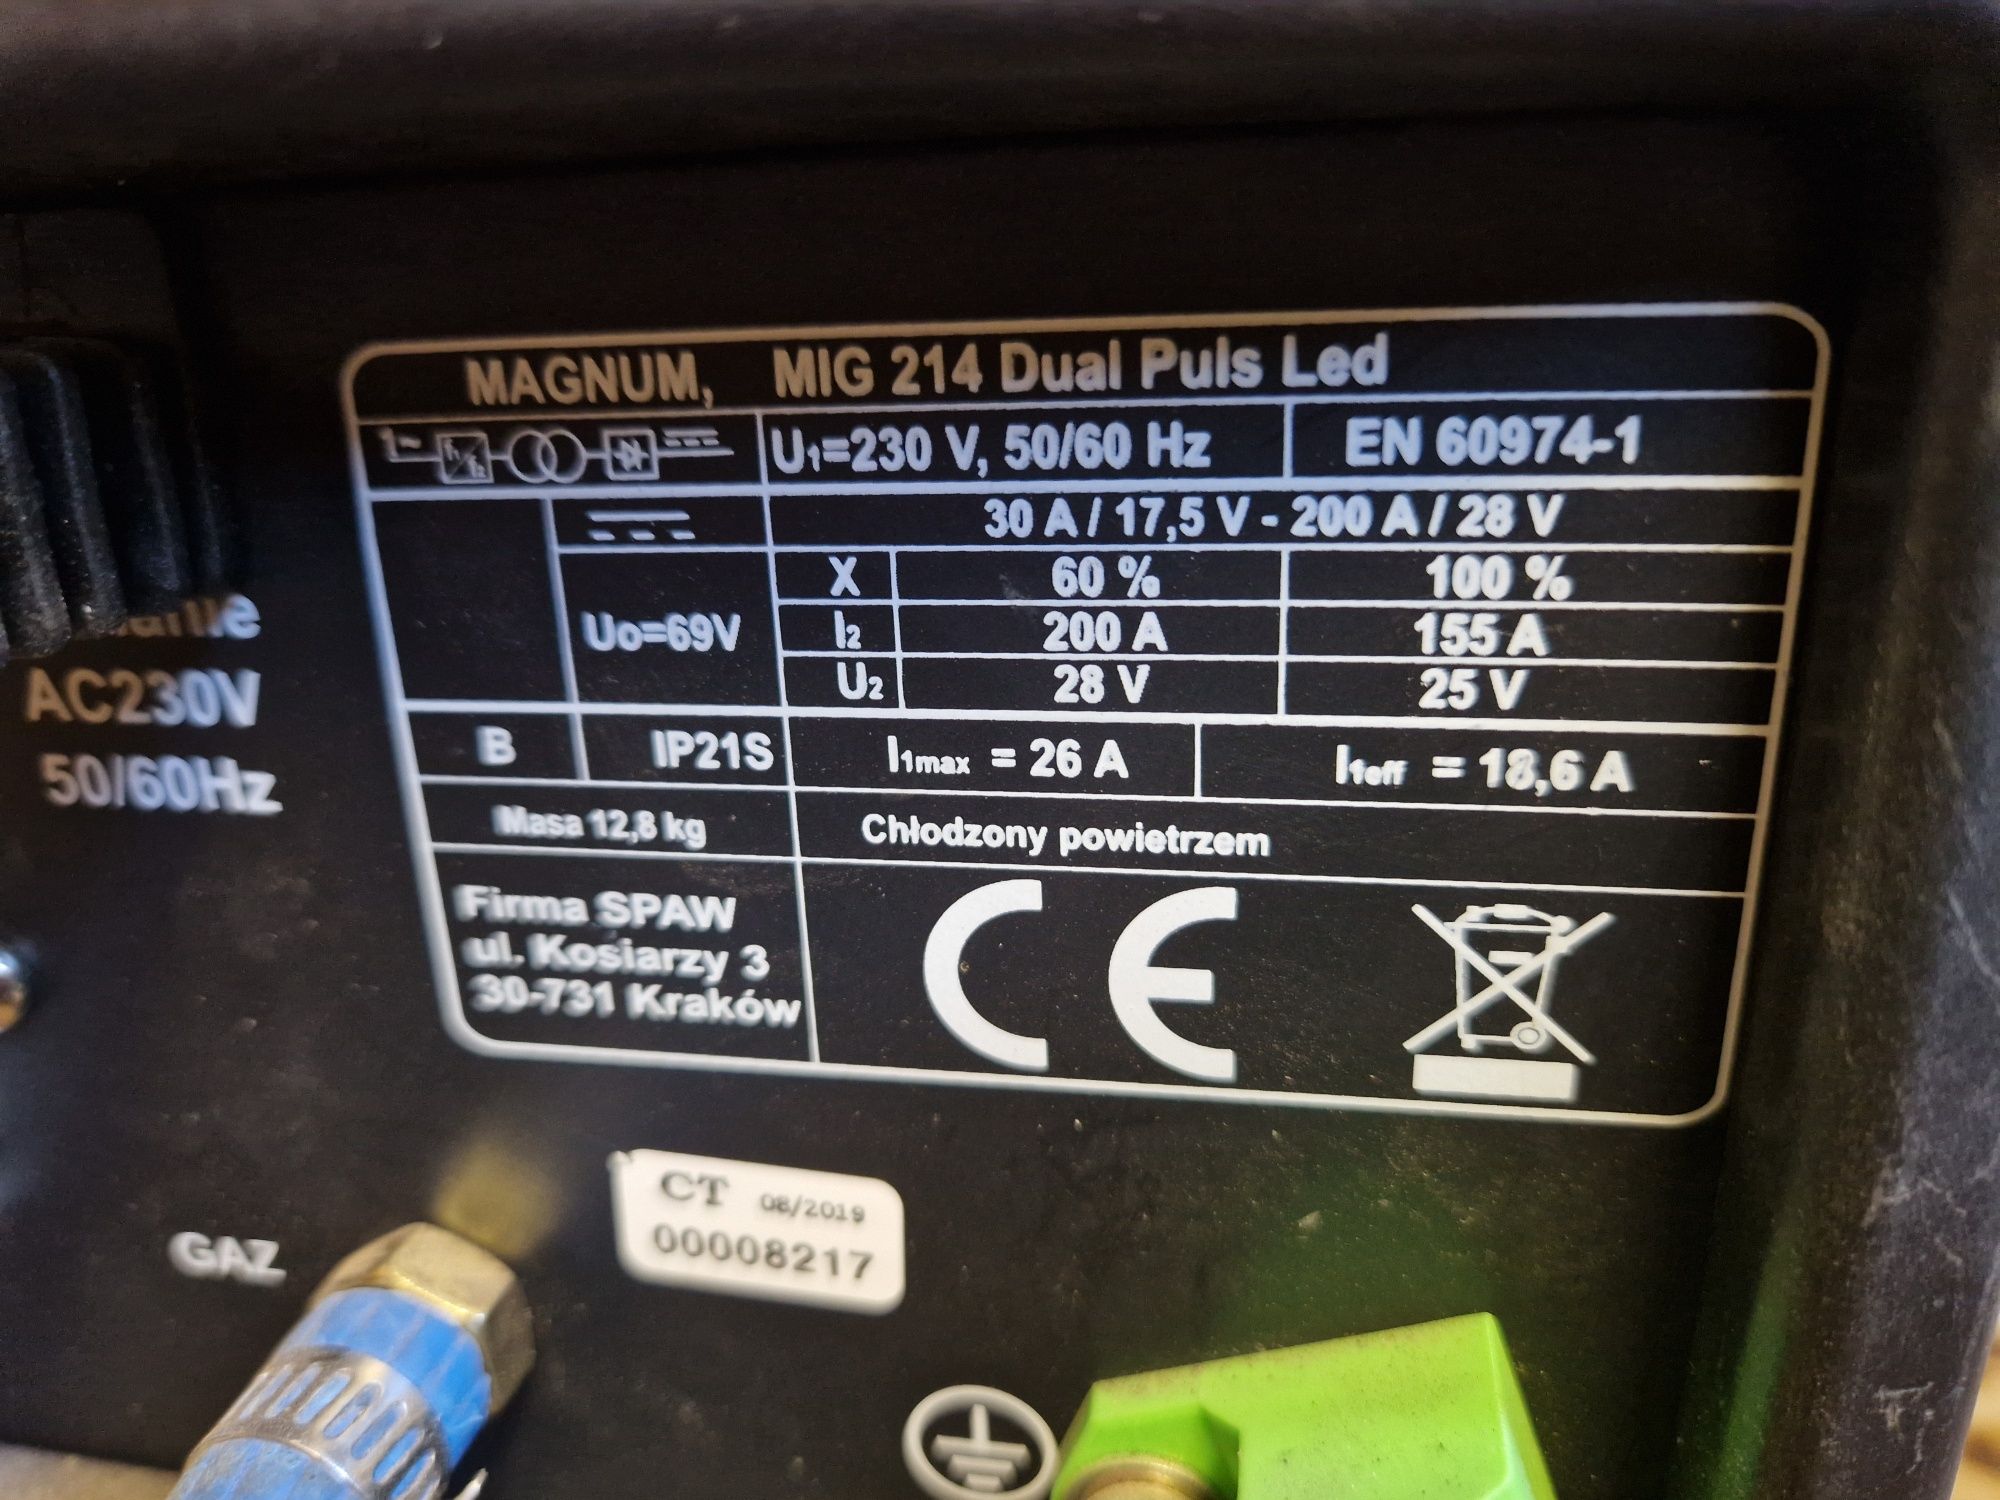 MAGNUM, MIG 214 Dual Puls Led
1~ f1 f2 U1=230 V, 50/60 Hz EN 60974-1
30 A / 17,5 V - 200 A / 28 V
X 60 % 100 %
Uo=69V I2 200 A 155 A
U2 28 V 25 V
B IP21S I1max = 26 A I1eff = 18,6 A
Masa 12,8 kg Chłodzony powietrzem
Firma SPAW
ul. Kosiarzy 3
30-731 Kraków
CE
AC230V
50/60Hz
GAZ
CT 08/2019
00008217